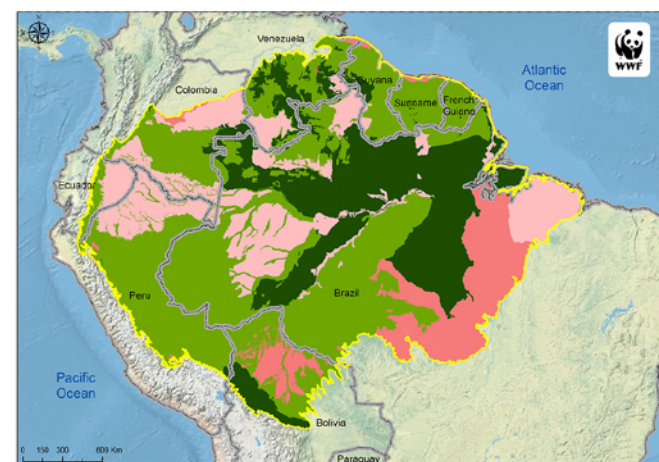 Venezuela
WWF
Atlantic
Ocean
Guyana
Colombia
Suriname
French
Guiana
Ecuador
Peru
Brazil
Pacific
Ocean
Bolivia
0 150 300 600 Km
Paraguay